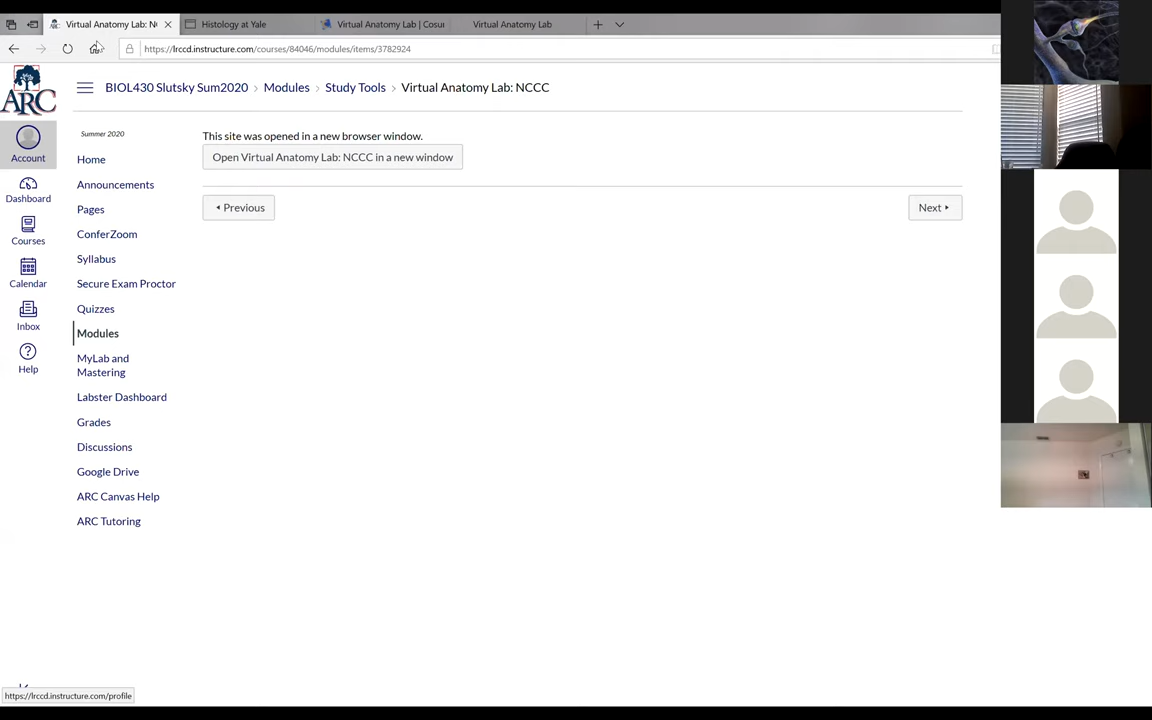 Virtual Anatomy Lab: N
Histology at Yale
Virtual Anatomy Lab | Cosu
Virtual Anatomy Lab
https://lrccd.instructure.com/courses/84046/modules/items/3782924
ARC
BIOL430 Slutsky Sum2020 > Modules > Study Tools > Virtual Anatomy Lab: NCCC
Account
Dashboard
Courses
Calendar
Inbox
Help
Summer 2020
Home
Announcements
Pages
ConferZoom
Syllabus
Secure Exam Proctor
Quizzes
Modules
MyLab and
Mastering
Labster Dashboard
Grades
Discussions
Google Drive
ARC Canvas Help
ARC Tutoring
This site was opened in a new browser window.
Open Virtual Anatomy Lab: NCCC in a new window
Previous
Next
https://lrccd.instructure.com/profile